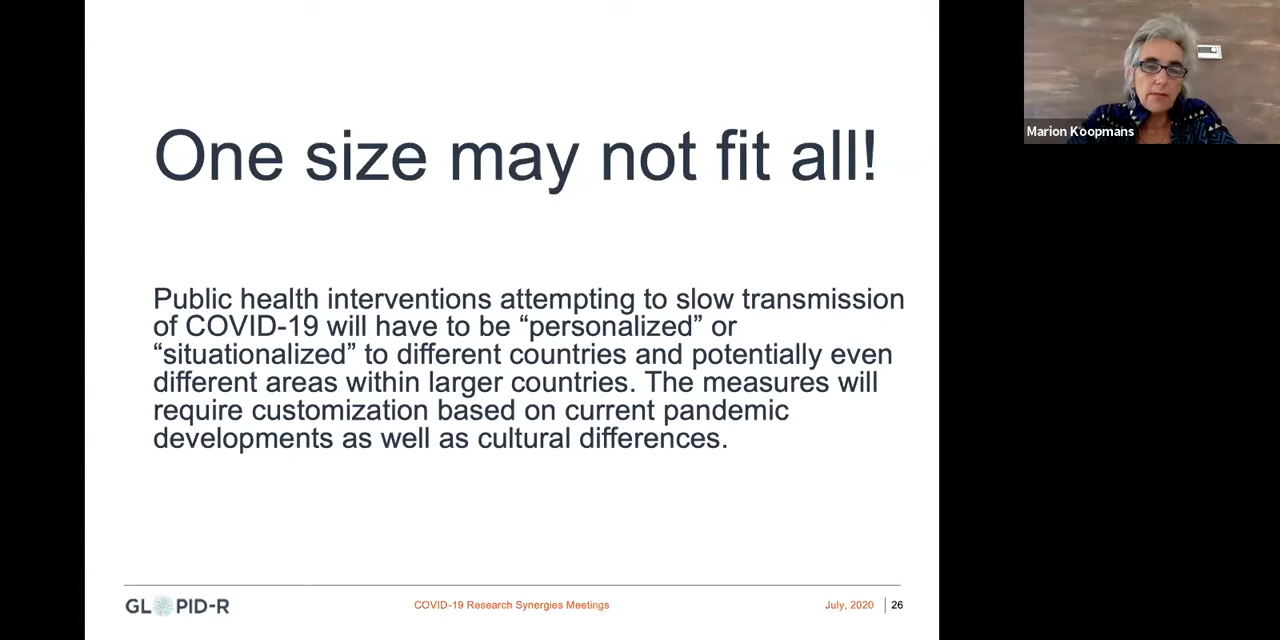 One size may not fit all!
Public health interventions attempting to slow transmission
of COVID-19 will have to be “personalized” or
“situationalized” to different countries and potentially even
different areas within larger countries. The measures will
require customization based on current pandemic
developments as well as cultural differences.
GLOPID-R
COVID-19 Research Synergies Meetings
July, 2020
26
Marion Koopmans